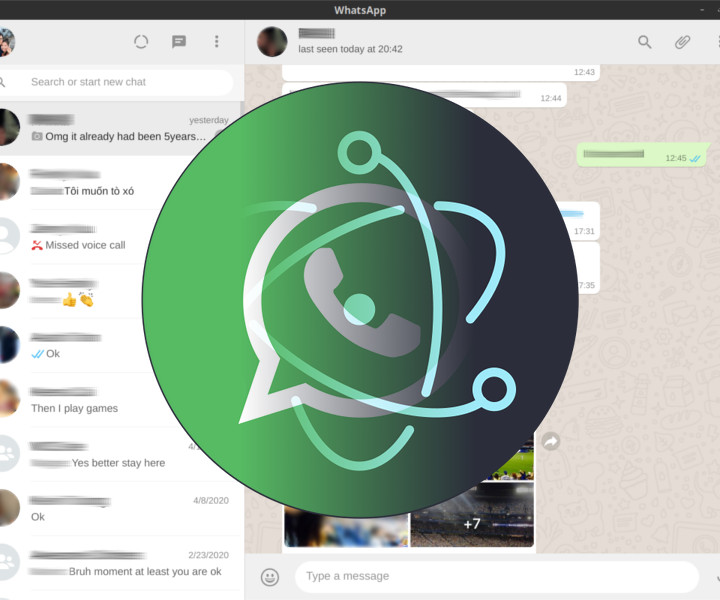 WhatsApp
last seen today at 20:42
Search or start new chat
12:43
12:44
yesterday
Omg it already had been 5years...
12:45
Tôi muốn tò xó
Missed voice call
17:31
7:35
Ok
Then I play games
4/
Yes better stay here
4/8/2020
Ok
+7
2/23/2020
Bruh moment at least you are ok
Type a message